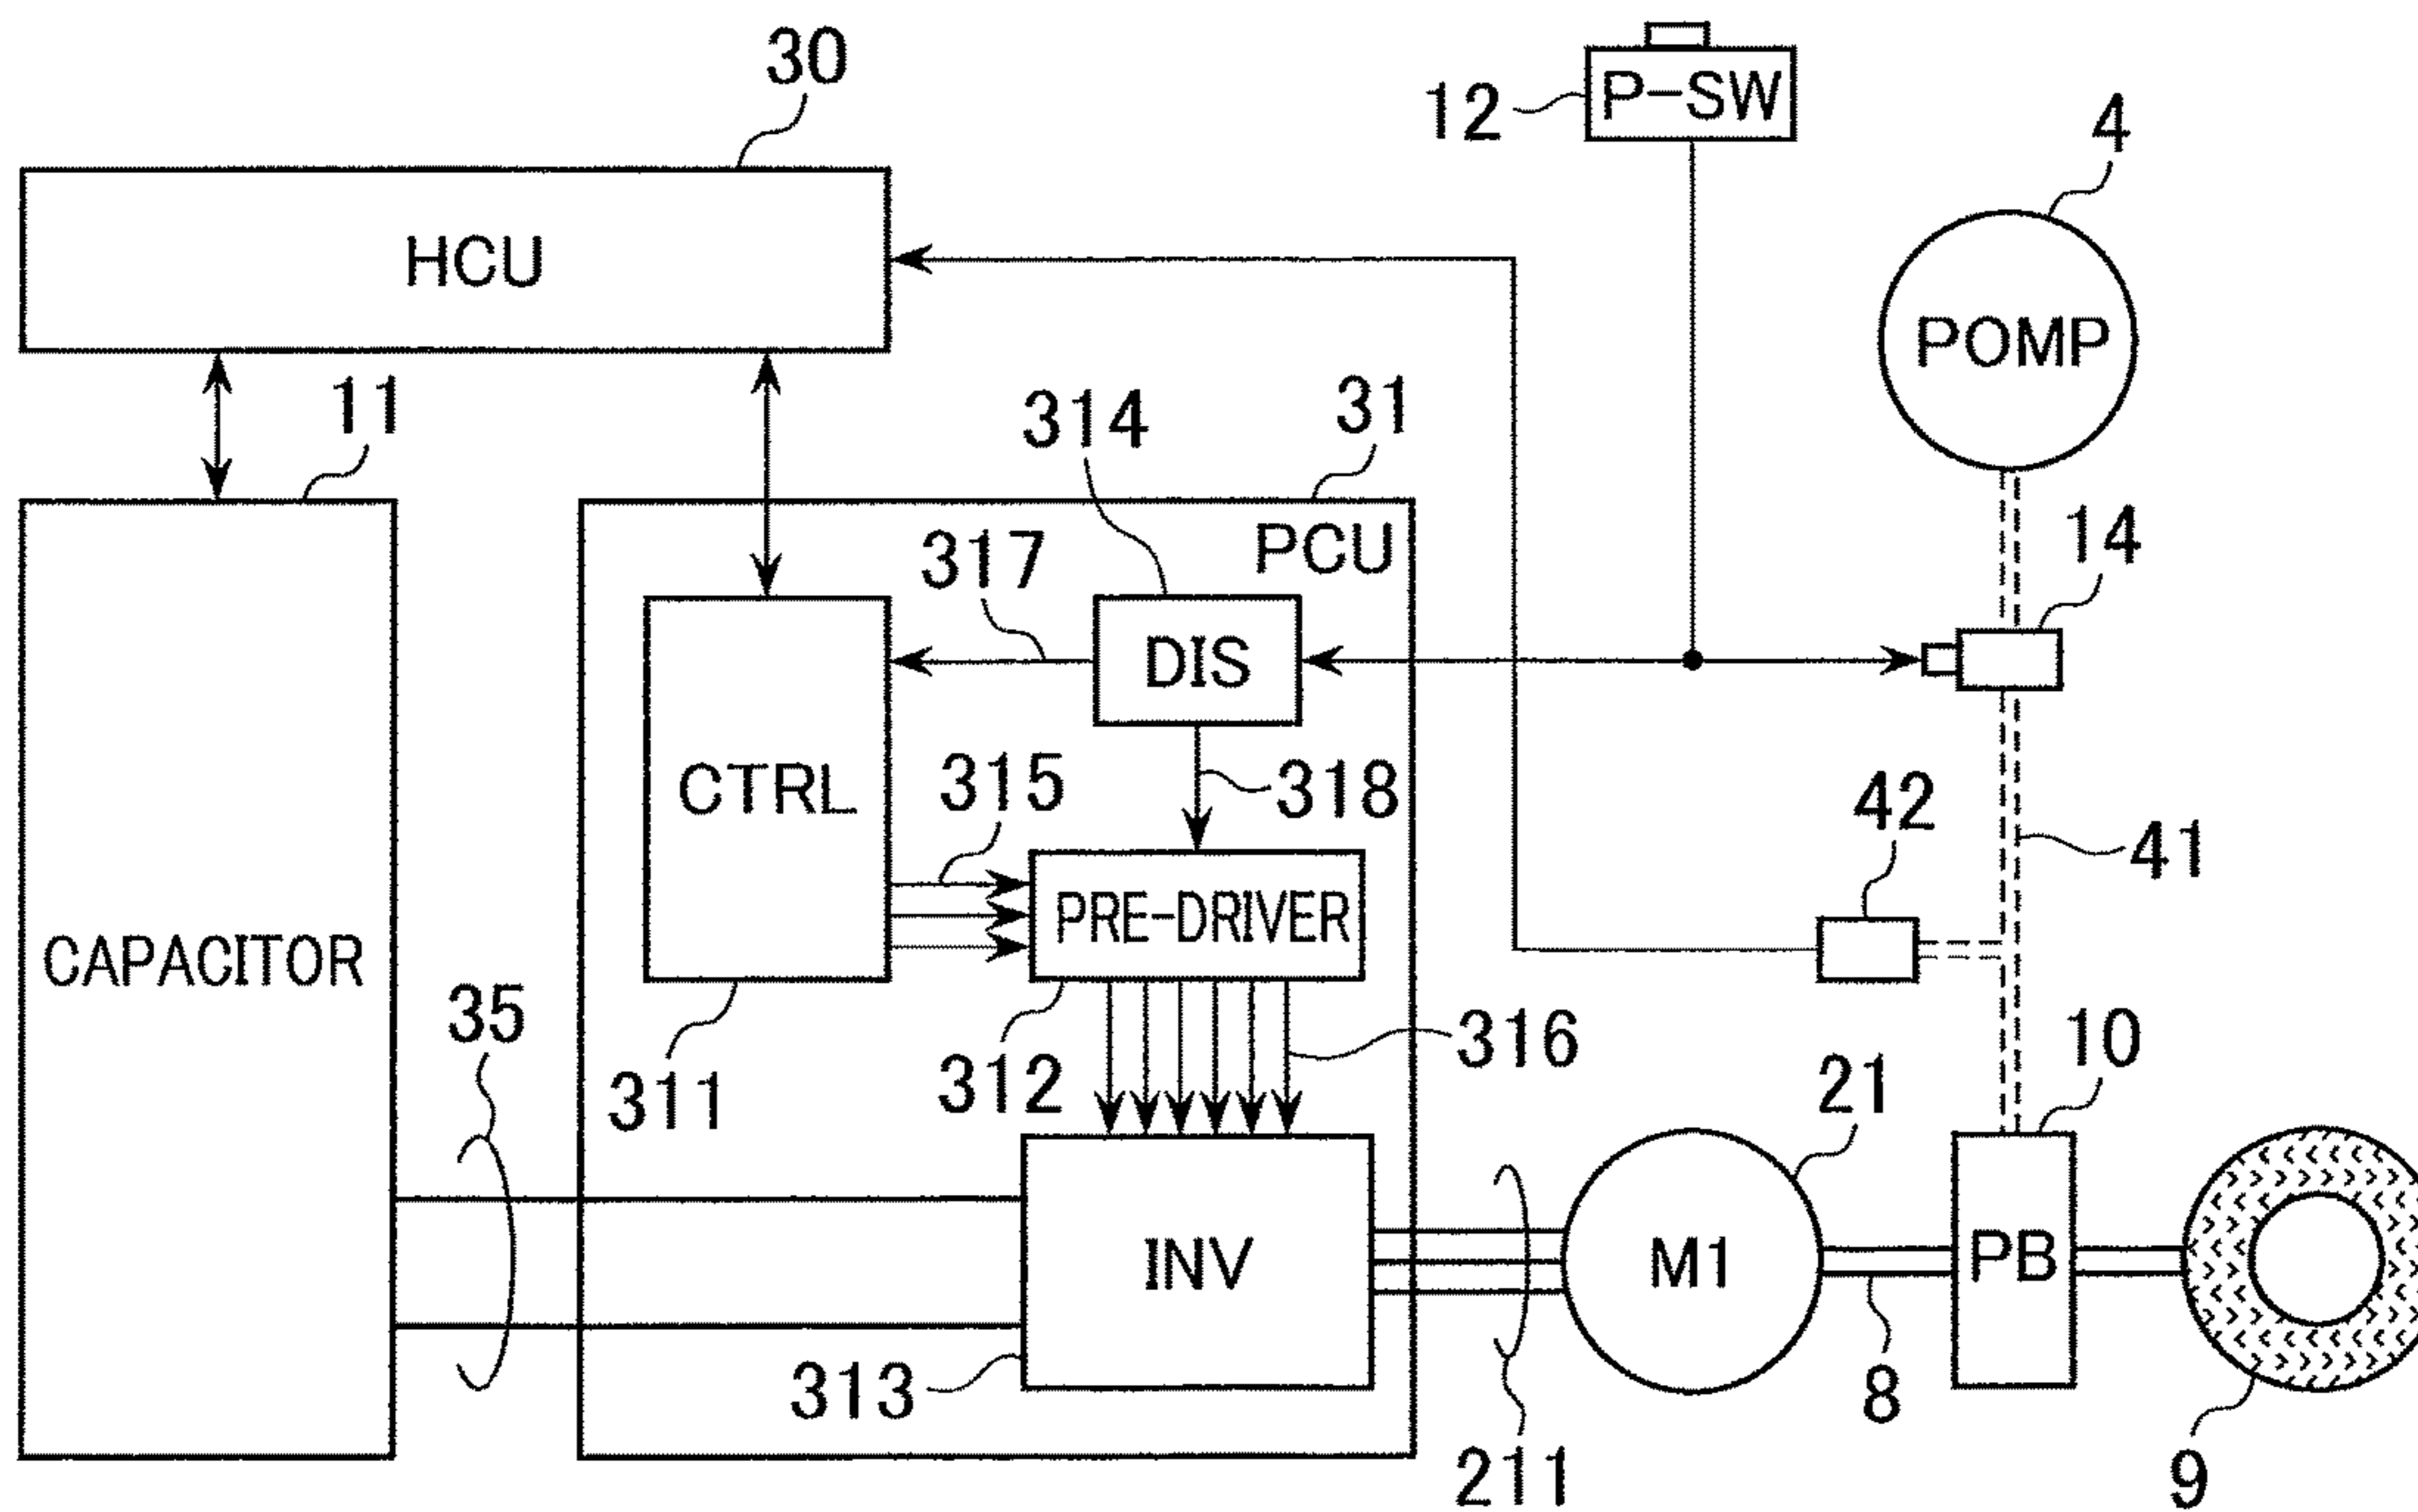 30
12
P-SW
4
HCU
POMP
11
314
31
PCU
14
317
DIS
CTRL
315
318
42
41
PRE-DRIVER
CAPACITOR
35
311
312
316
10
21
INV
M1
PB
313
8
211
9